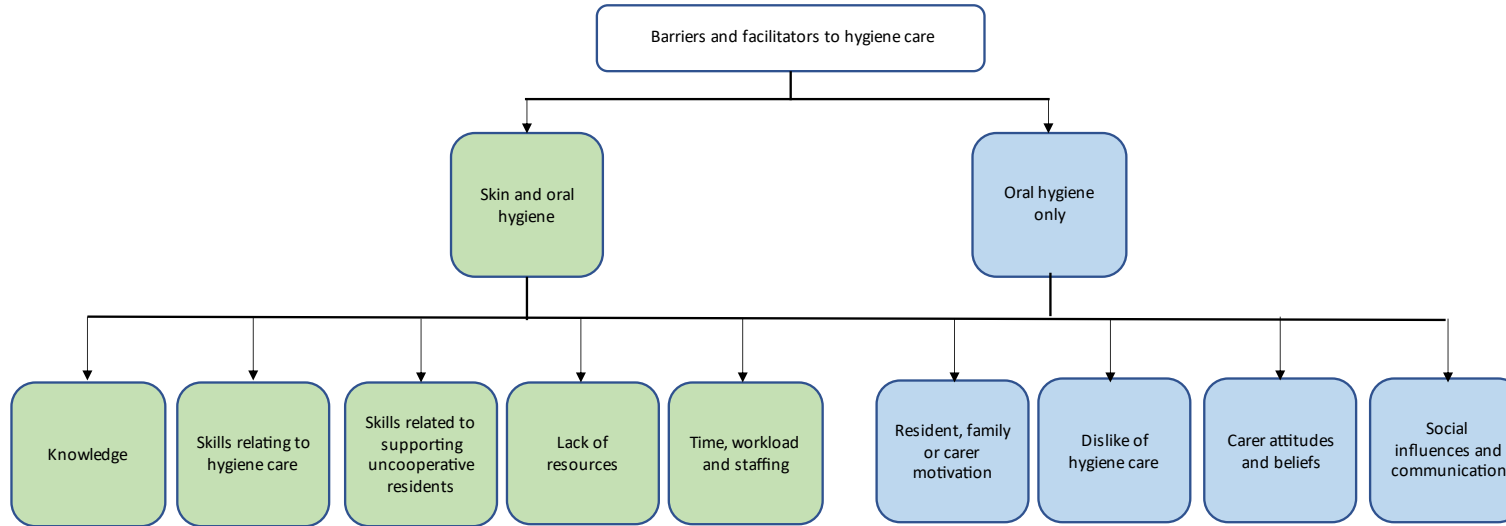 Barriers and facilitators to hygiene care
Skin and oral
hygiene
Oral hygiene
only
Knowledge
Skills relating to
hygiene care
Skills related to
supporting
uncooperative
residents
Lack of
resources
Time, workload
and staffing
Resident, family
or carer
motivation
Dislike of
hygiene care
Carer attitudes
and beliefs
Social
influences and
communication